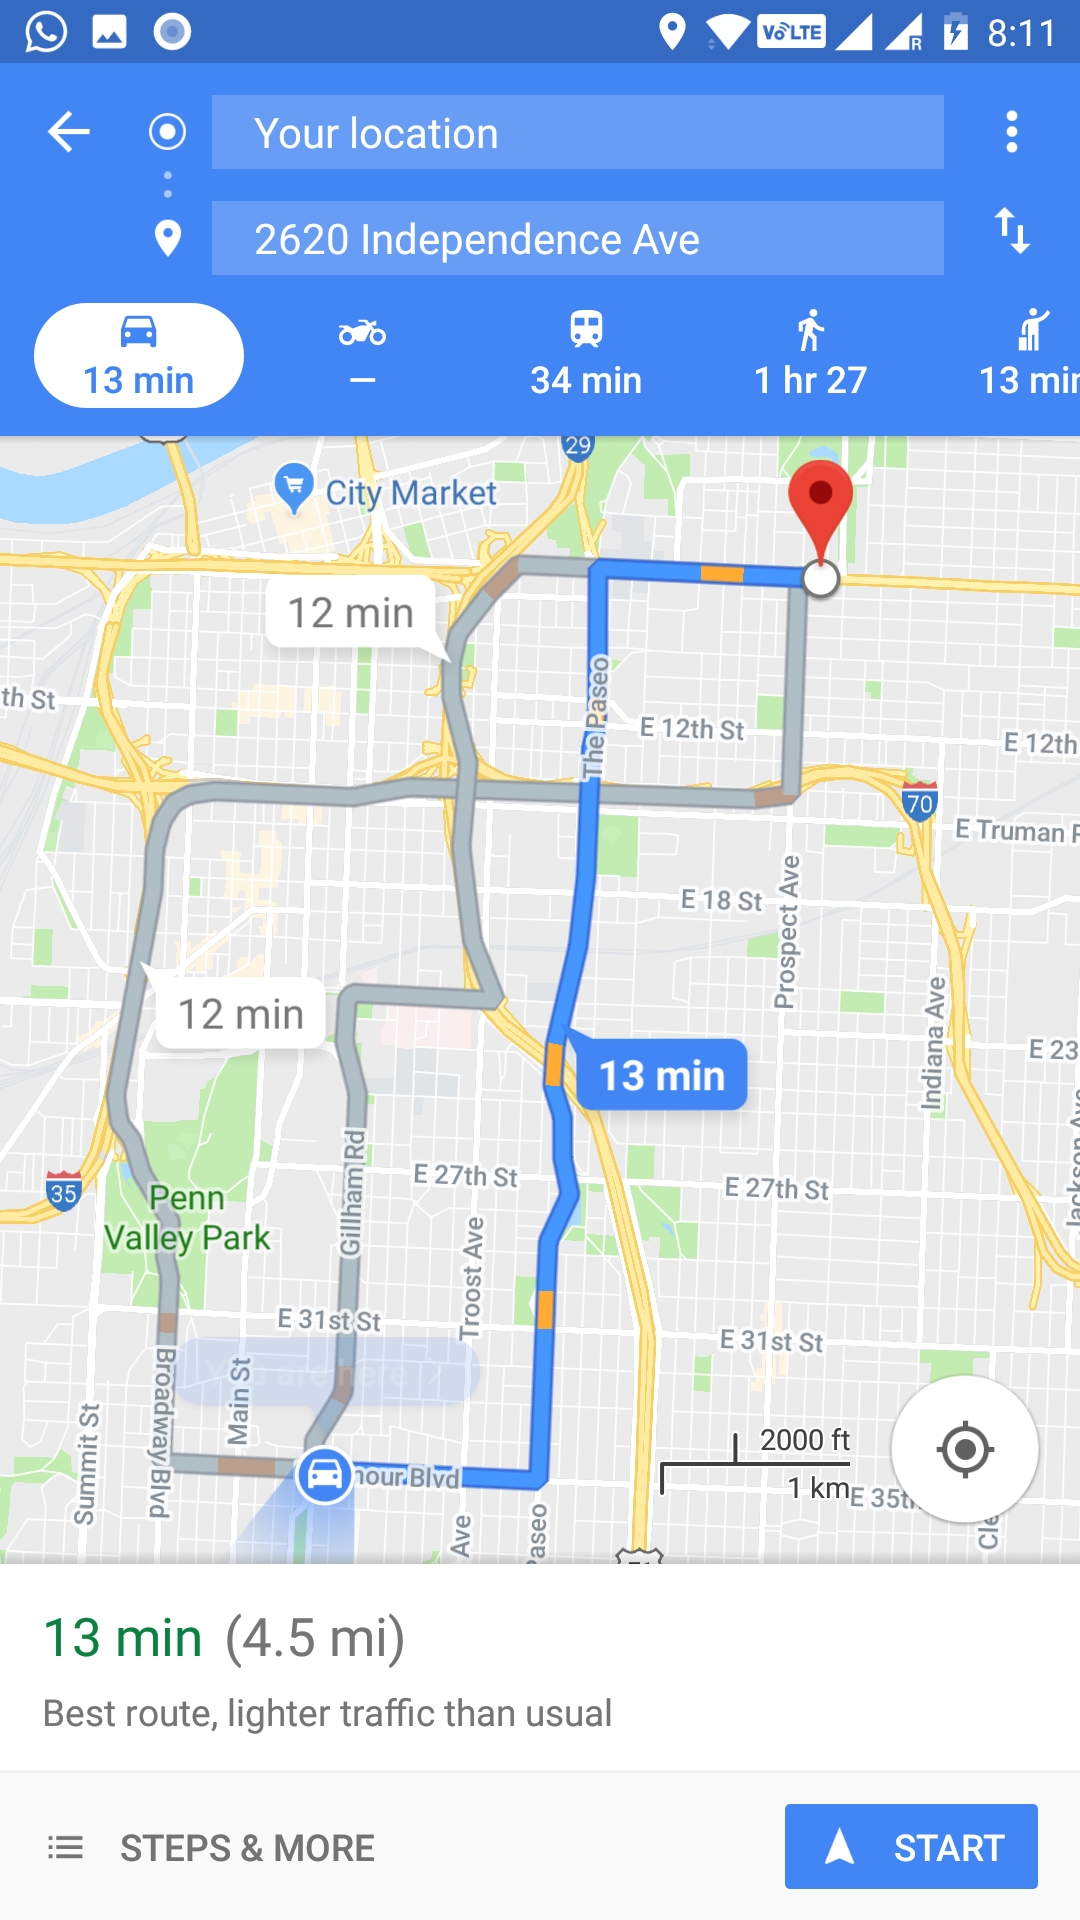 VoLTE
R
8:11
Your location
2620 Independence Ave
13 min
–
34 min
1 hr 27
13 min
29
City Market
12 min
th St
The Paseo
E 12th St
E 12th
70
E Truman
E 18 St
Prospect Ave
12 min
Indiana Ave
E 23
13 min
Jackson Ave
E 27th St
E 27th St
35
Penn
Valley Park
Gillham Rd
Troost Ave
E 31st St
E 31st St
You are here
Broadway Blvd
Main St
Summit St
2000 ft
1 km
E 35th
Cle
mour Blvd
Ave
Paseo
71
13 min (4.5 mi)
Best route, lighter traffic than usual
STEPS & MORE
START